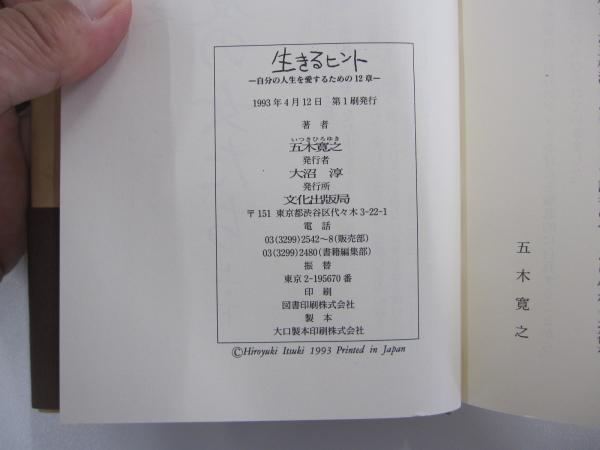 生きるヒント
―自分の人生を愛するための12章―
1993年4月12日　第1刷発行
著者
いつきひろゆき
五木寛之
発行者
大沼　淳
発行所
文化出版局
〒151 東京都渋谷区代々木3-22-1
電話
03(3299)2542〜8(販売部)
03(3299)2480(書籍編集部)
振替
東京2-195670番
印刷
図書印刷株式会社
製本
大口製本印刷株式会社
©Hiroyuki Itsuki 1993 Printed in Japan
五木寛之